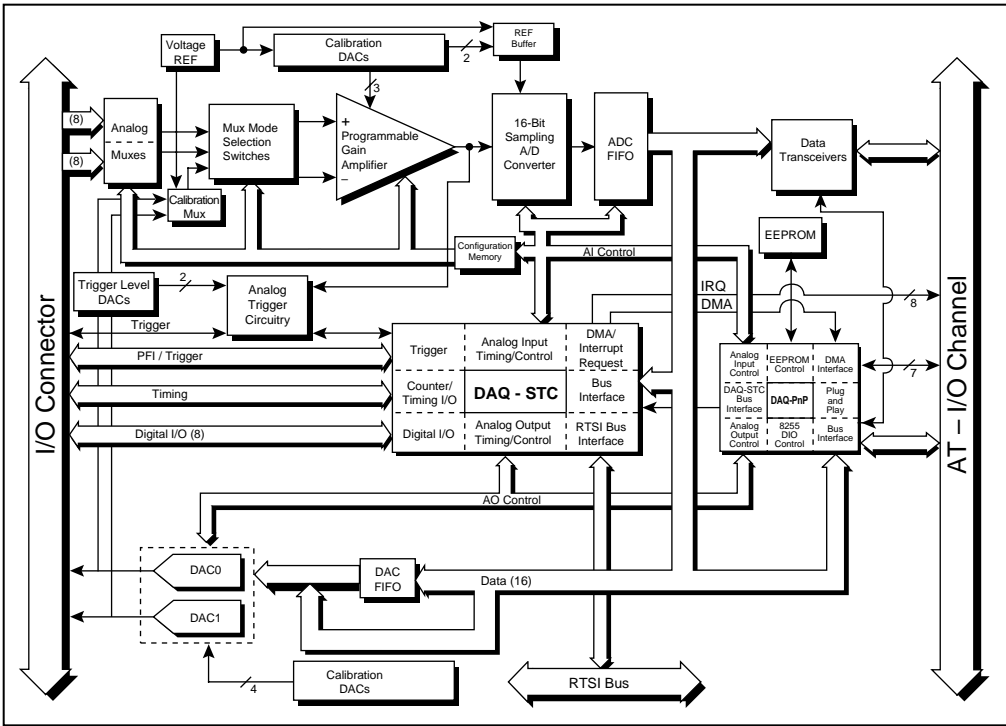 Voltage
REF
Calibration
DACs
2
REF
Buffer
3
(8)
(8)
Analog
Muxes
Mux Mode
Selection
Switches
+
Programmable
Gain
Amplifier
–
16-Bit
Sampling
A/D
Converter
ADC
FIFO
Data
Transceivers
Calibration
Mux
EEPROM
Configuration
Memory
AI Control
Trigger Level
DACs
2
Analog
Trigger
Circuitry
IRQ
DMA
8
Trigger
PFI / Trigger
Timing
Digital I/O (8)
Trigger
Analog Input
Timing/Control
DMA/
Interrupt
Request
Counter/
Timing I/O
DAQ - STC
Bus
Interface
Digital I/O
Analog Output
Timing/Control
RTSI Bus
Interface
Analog
Input
Control
EEPROM
Control
DMA
Interface
DAQ-STC
Bus
Interface
DAQ-PnP
Plug
and
Play
Analog
Output
Control
8255
DIO
Control
Bus
Interface
7
I/O Connector
AT – I/O Channel
AO Control
DAC0
DAC1
DAC
FIFO
Data (16)
4
Calibration
DACs
RTSI Bus